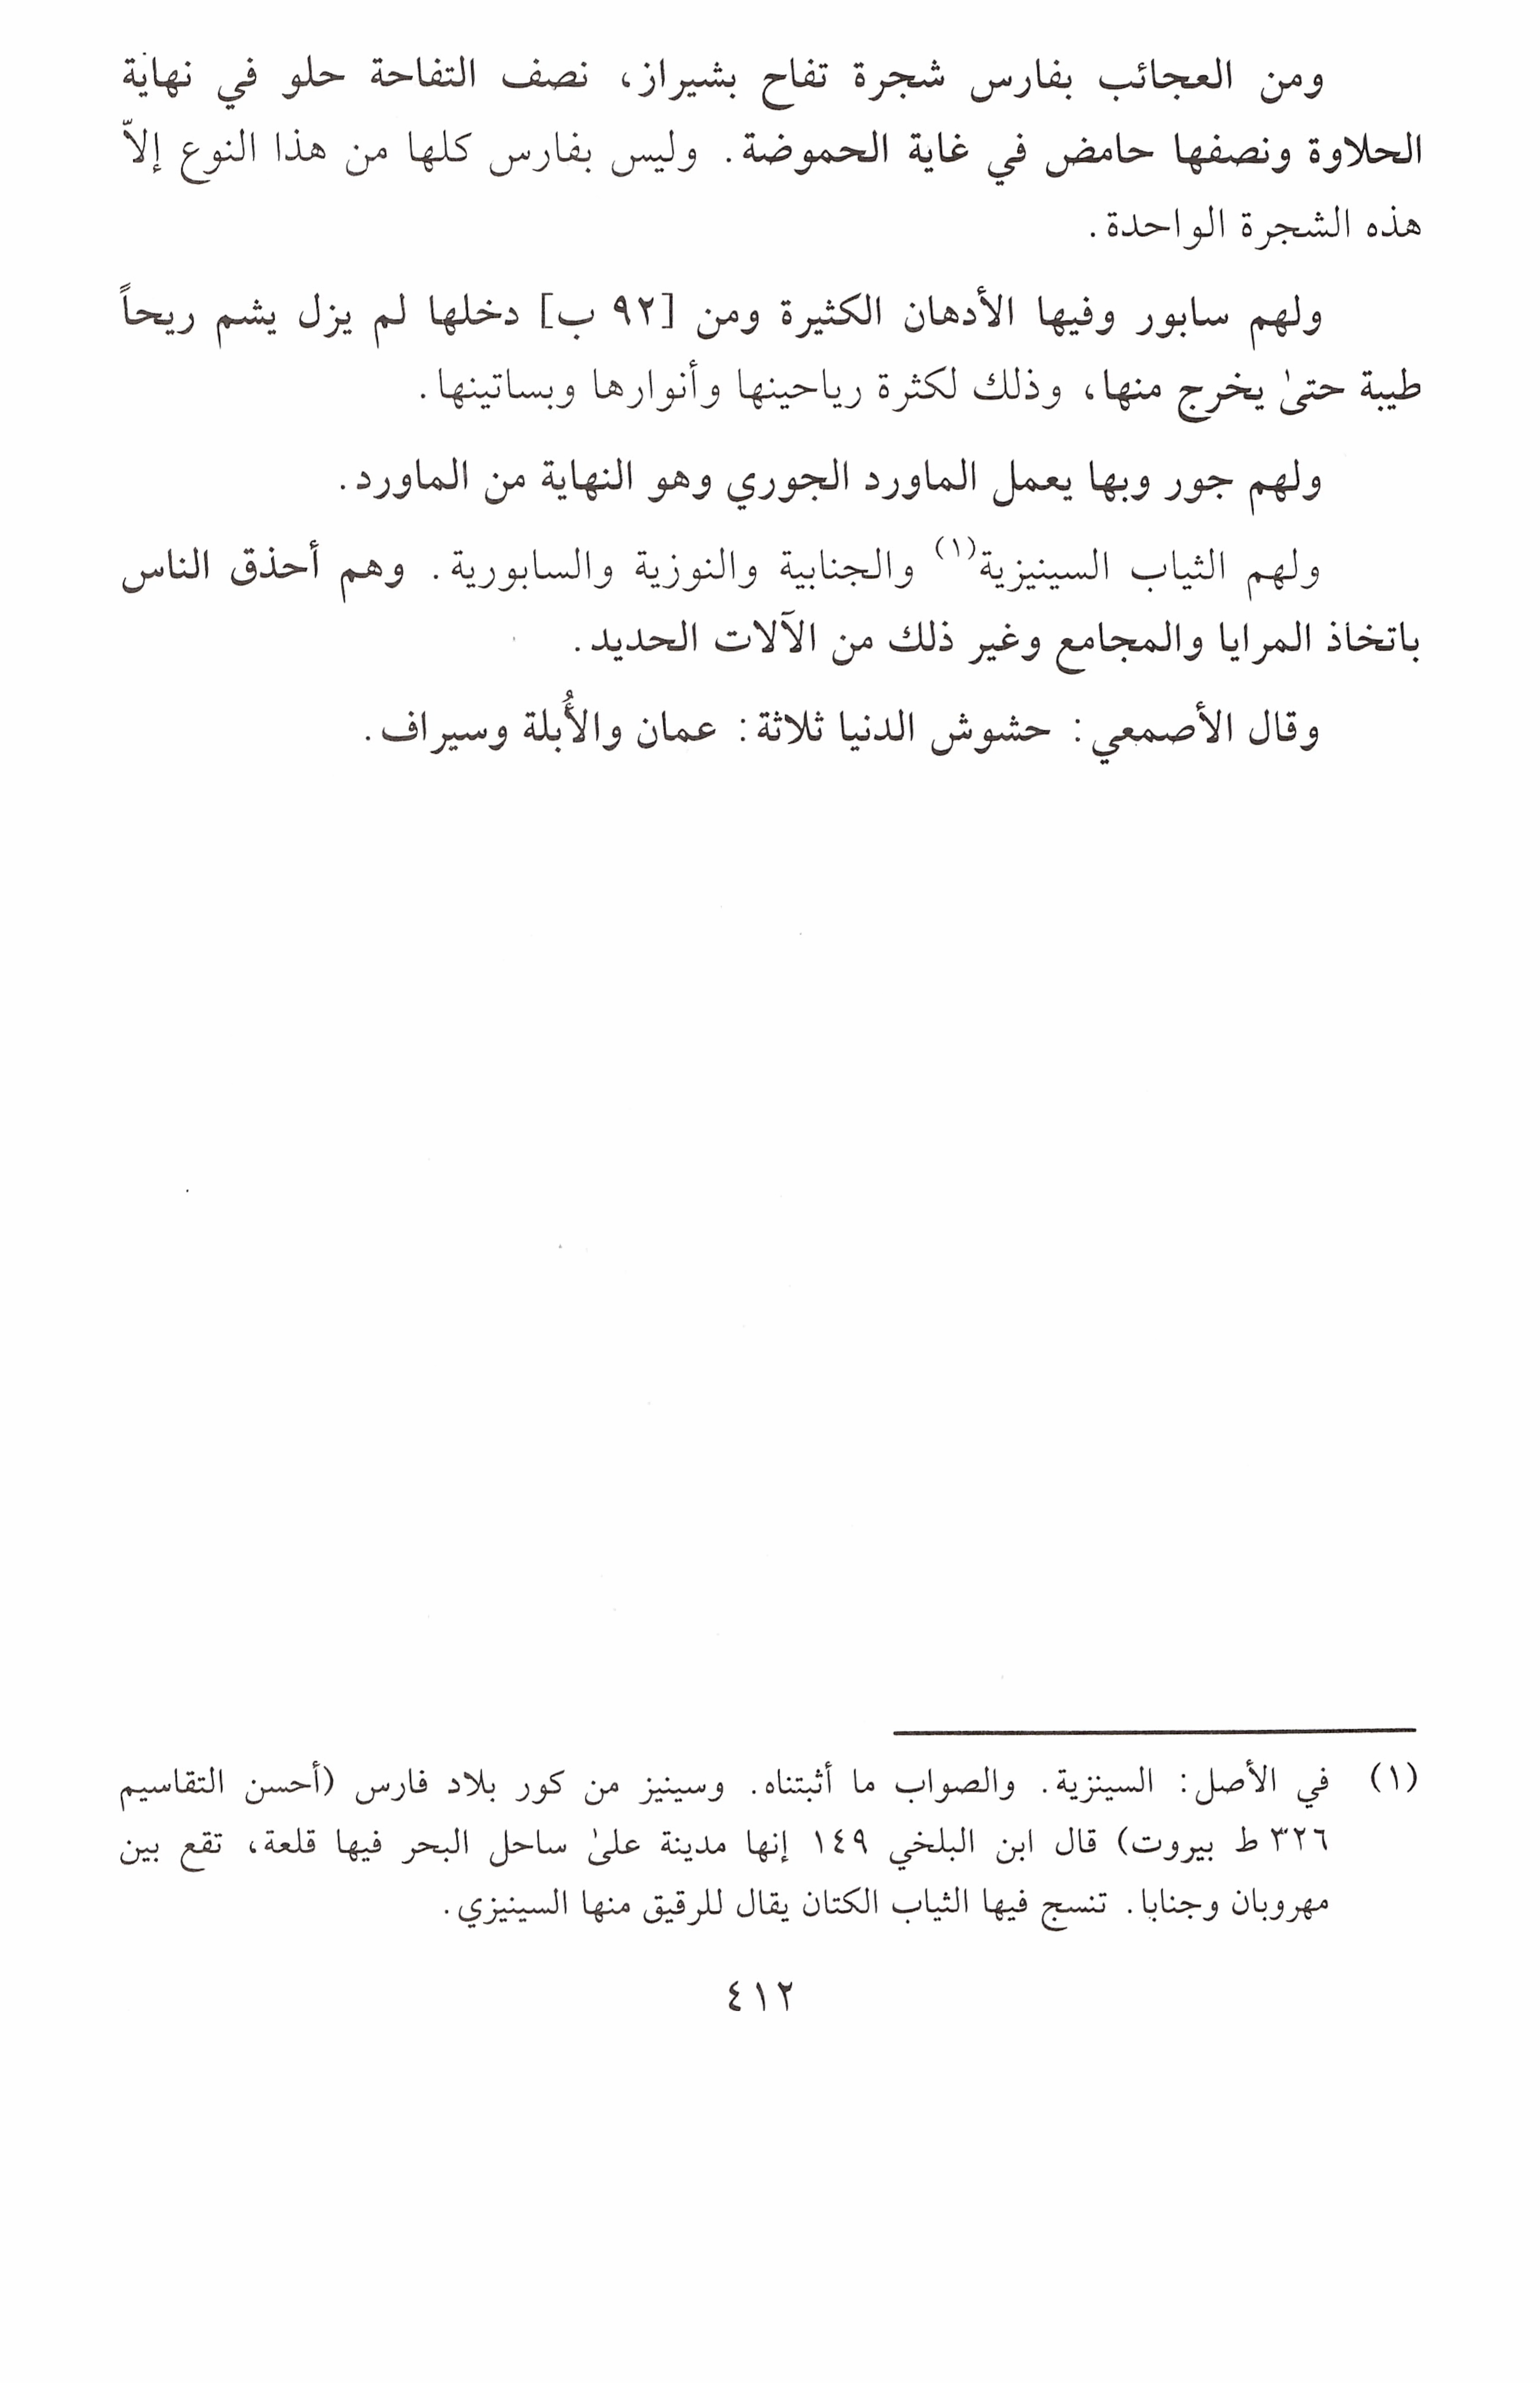 ومن العجائب بفارس شجرة تفاح بشيراز، نصف التفاحة حلو في نهاية
الحلاوة ونصفها حامض في غاية الحموضة. وليس بفارس كلها من هذا النوع إلاّ
هذه الشجرة الواحدة.
ولهم سابور وفيها الأدهان الكثيرة ومن [٩٢ ب] دخلها لم يزل يشم ريحاً
طيبة حتىٰ يخرج منها، وذلك لكثرة رياحينها وأنوارها وبساتينها.
ولهم جور وبها يعمل الماورد الجوري وهو النهاية من الماورد.
ولهم الثياب السينيزية(١) والجنابية والنوزية والسابورية. وهم أحذق الناس
باتخاذ المرايا والمجامع وغير ذلك من الآلات الحديد.
وقال الأصمعي: حشوش الدنيا ثلاثة: عمان والأُبلة وسيراف.
(١) في الأصل: السينزية. والصواب ما أثبتناه. وسينيز من كور بلاد فارس (أحسن التقاسيم
٣٢٦ ط بيروت) قال ابن البلخي ١٤٩ إنها مدينة علىٰ ساحل البحر فيها قلعة، تقع بين
مهروبان وجنابا. تنسج فيها الثياب الكتان يقال للرقيق منها السينيزي.
٤١٢